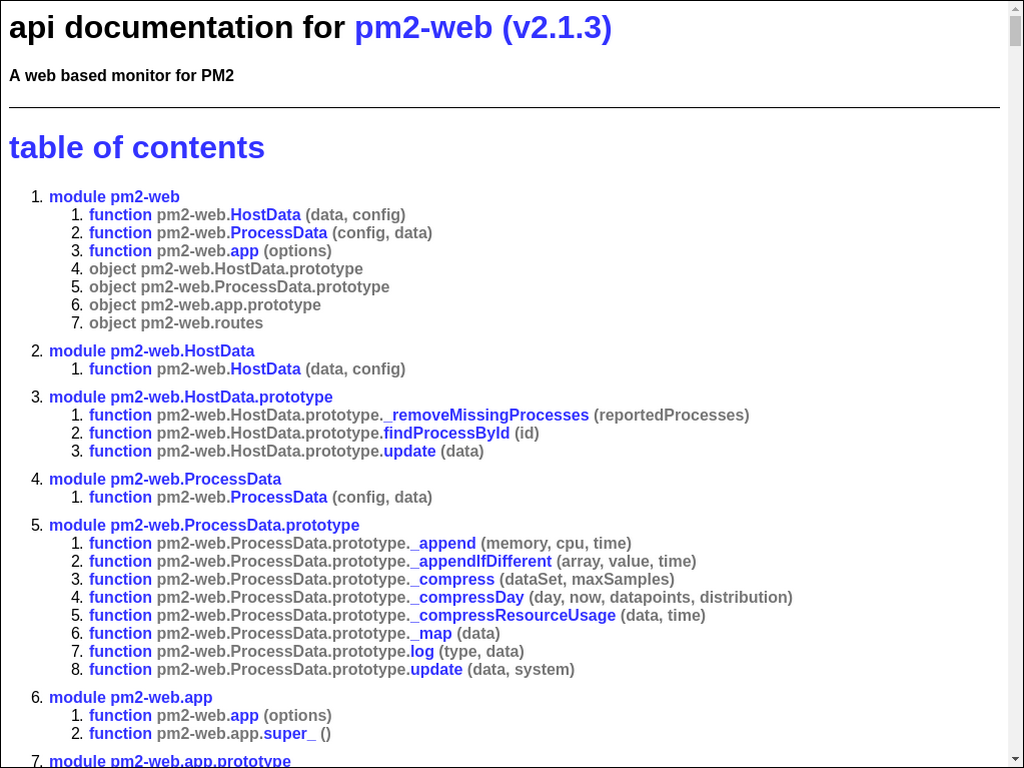 api documentation for pm2-web (v2.1.3)
A web based monitor for PM2
table of contents
1. module pm2-web
1. function pm2-web.HostData (data, config)
2. function pm2-web.ProcessData (config, data)
3. function pm2-web.app (options)
4. object pm2-web.HostData.prototype
5. object pm2-web.ProcessData.prototype
6. object pm2-web.app.prototype
7. object pm2-web.routes
2. module pm2-web.HostData
1. function pm2-web.HostData (data, config)
3. module pm2-web.HostData.prototype
1. function pm2-web.HostData.prototype._removeMissingProcesses (reportedProcesses)
2. function pm2-web.HostData.prototype.findProcessById (id)
3. function pm2-web.HostData.prototype.update (data)
4. module pm2-web.ProcessData
1. function pm2-web.ProcessData (config, data)
5. module pm2-web.ProcessData.prototype
1. function pm2-web.ProcessData.prototype._append (memory, cpu, time)
2. function pm2-web.ProcessData.prototype._appendIfDifferent (array, value, time)
3. function pm2-web.ProcessData.prototype._compress (dataSet, maxSamples)
4. function pm2-web.ProcessData.prototype._compressDay (day, now, datapoints, distribution)
5. function pm2-web.ProcessData.prototype._compressResourceUsage (data, time)
6. function pm2-web.ProcessData.prototype._map (data)
7. function pm2-web.ProcessData.prototype.log (type, data)
8. function pm2-web.ProcessData.prototype.update (data, system)
6. module pm2-web.app
1. function pm2-web.app (options)
2. function pm2-web.app.super_ ()
7. module pm2-web.app.prototype